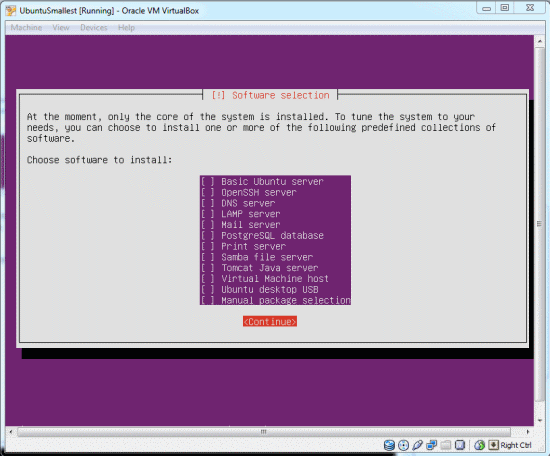 UbuntuSmallest [Running] - Oracle VM VirtualBox
Machine View Devices Help
[!] Software selection
At the moment, only the core of the system is installed. To tune the system to your
needs, you can choose to install one or more of the following predefined collections of
software.
Choose software to install:
[ ] Basic Ubuntu server
[ ] OpenSSH server
[ ] DNS server
[ ] LAMP server
[ ] Mail server
[ ] PostgreSQL database
[ ] Print server
[ ] Samba file server
[ ] Tomcat Java server
[ ] Virtual Machine host
[ ] Ubuntu desktop USB
[ ] Manual package selection
<Continue>
Right Ctrl